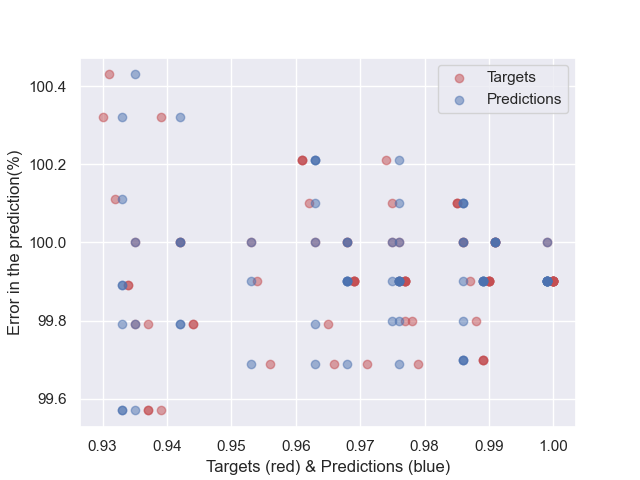 Targets
Predictions
100.4
100.2
100.0
99.8
99.6
Error in the prediction(%)
0.93 0.94 0.95 0.96 0.97 0.98 0.99 1.00
Targets (red) & Predictions (blue)